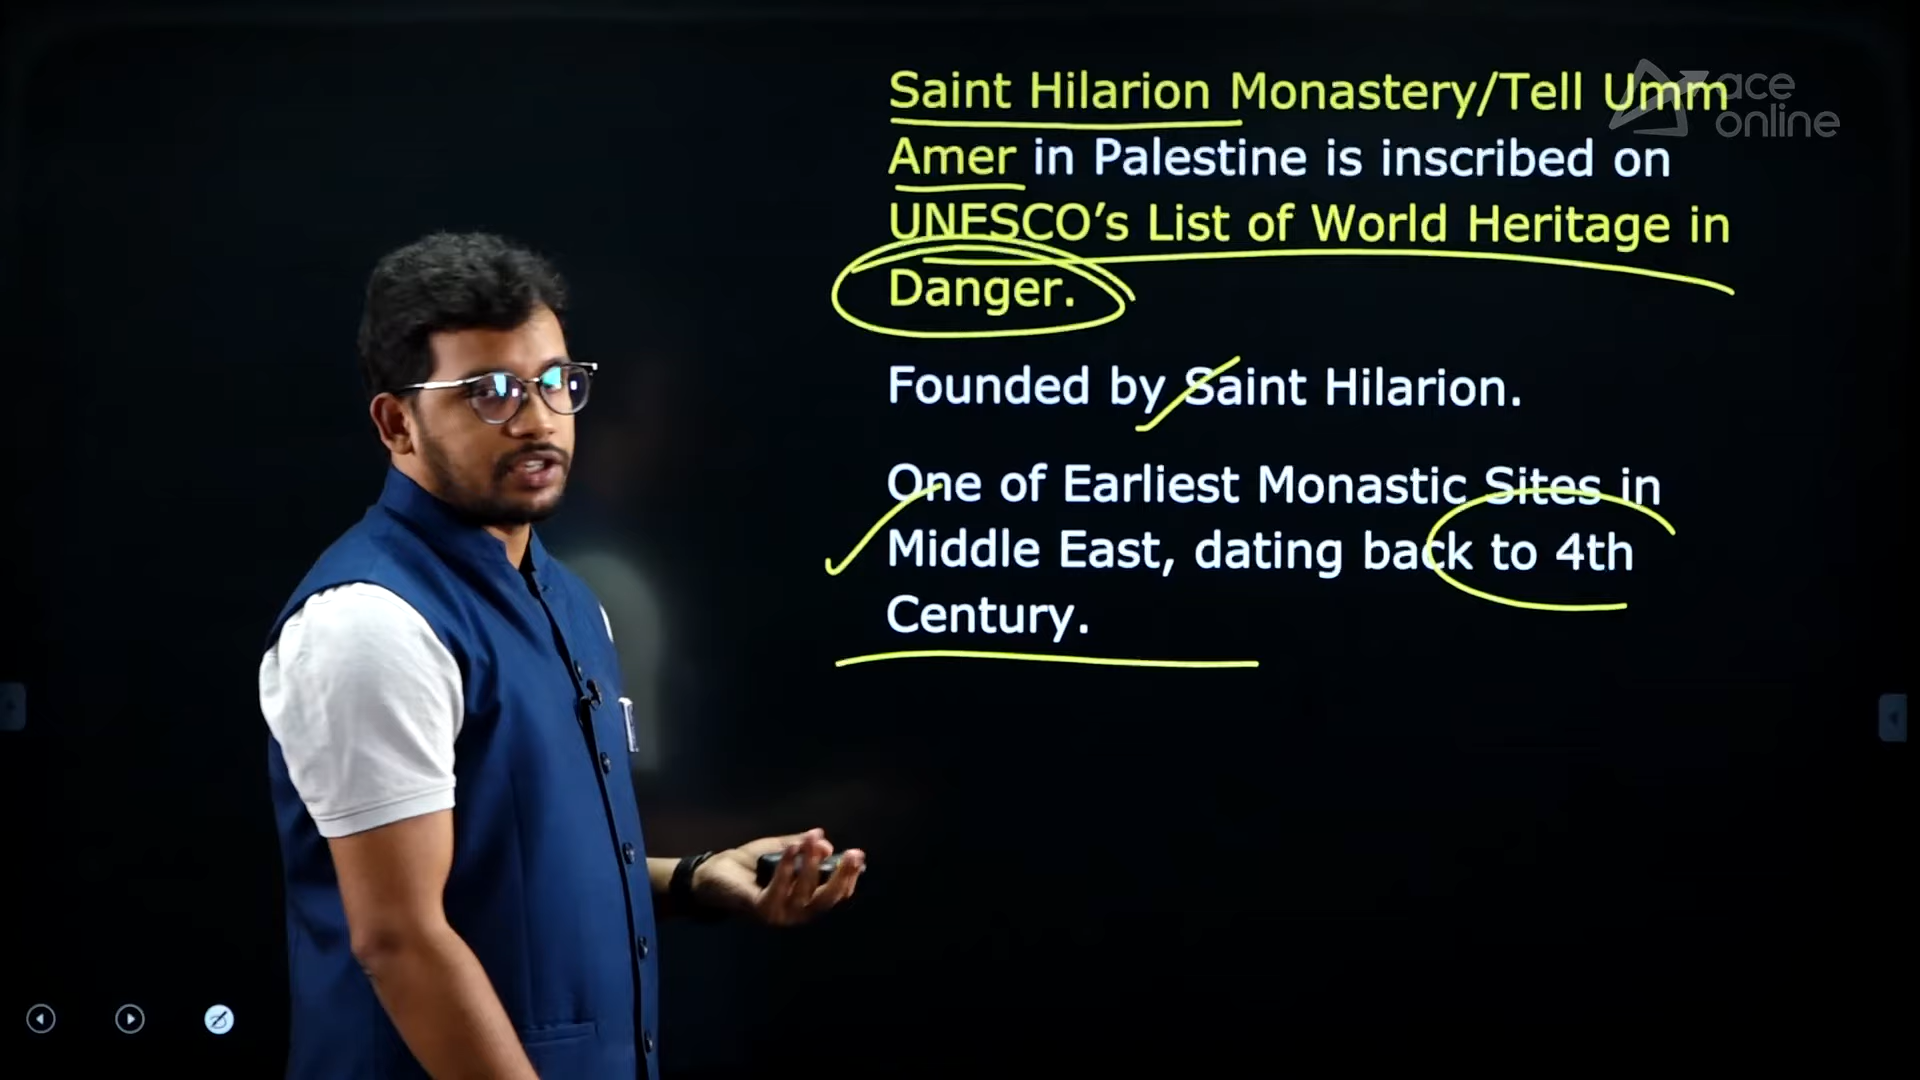 Saint Hilarion Monastery/Tell Umm
Amer in Palestine is inscribed on
UNESCO’s List of World Heritage in
Danger.
Founded by Saint Hilarion.
One of Earliest Monastic Sites in
Middle East, dating back to 4th
Century.
ace
online